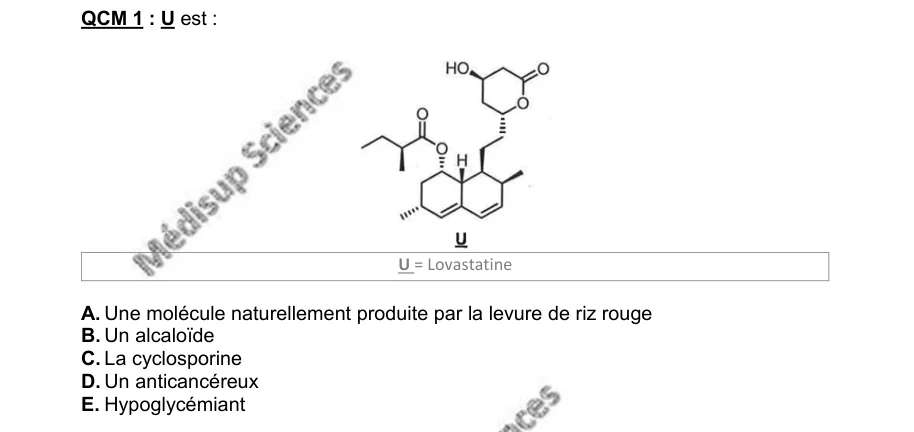 QCM 1 : U est :
HO
O
O
O
O
H
U
U = Lovastatine
A. Une molécule naturellement produite par la levure de riz rouge
B. Un alcaloïde
C. La cyclosporine
D. Un anticancéreux
E. Hypoglycémiant
Médisup Sciences
nces